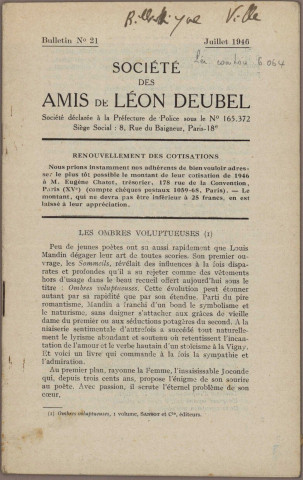 Bulletin N° 21
Juillet 1946
SOCIÉTÉ
DES
AMIS DE LÉON DEUBEL
Société déclarée à la Préfecture de Police sous le N° 165.372
Siège Social : 8, Rue du Baigneur, Paris-18e
RENOUVELLEMENT DES COTISATIONS
Nous prions instamment nos adhérents de bien vouloir adres-
ser le plus tôt possible le montant de leur cotisation de 1946
à M. Eugène Chatot, trésorier, 178 rue de la Convention,
Paris (XVe) (compte chèques postaux 1059-68, Paris). — Le
montant, qui ne devra pas être inférieur à 25 francs, en est
laissé à leur appréciation.
LES OMBRES VOLUPTUEUSES (1)
Peu de jeunes poètes ont su aussi rapidement que Louis
Mandin dégager leur art de toutes scories. Son premier ou-
vrage, les Sommeils, révélait des influences à la fois dispa-
rates et profondes qu'il a su rejeter comme des vêtements
hors d'usage dans le beau recueil offert aujourd'hui sous le
titre : Ombres voluptueuses. Cette évolution peut étonner
autant par sa rapidité que par son étendue. Parti du pire
romantisme, Mandin a franchi d'un bond le symbolisme et
le naturisme, sans daigner s'attacher aux grâces de vieille
dame du premier ou aux séductions potagères du second. A la
niaiserie sentimentale d'autrefois a succédé tout naturelle-
ment le lyrisme abondant et soutenu où retentissent l'incan-
tation de l'amour et le verbe hautain d'un stoïcisme à la Vigny.
Et voici un livre qui commande à la fois la sympathie et
l'admiration.
Au premier plan, rayonne la Femme, l'insaisissable Joconde
qui, depuis trois cents ans, propose l'énigme de son sourire
au poète. Avec passion, il scrute l'éternel problème de son
cœur,
(1) Ombres voluptueuses, 1 volume, Sansot et Cie, éditeurs.